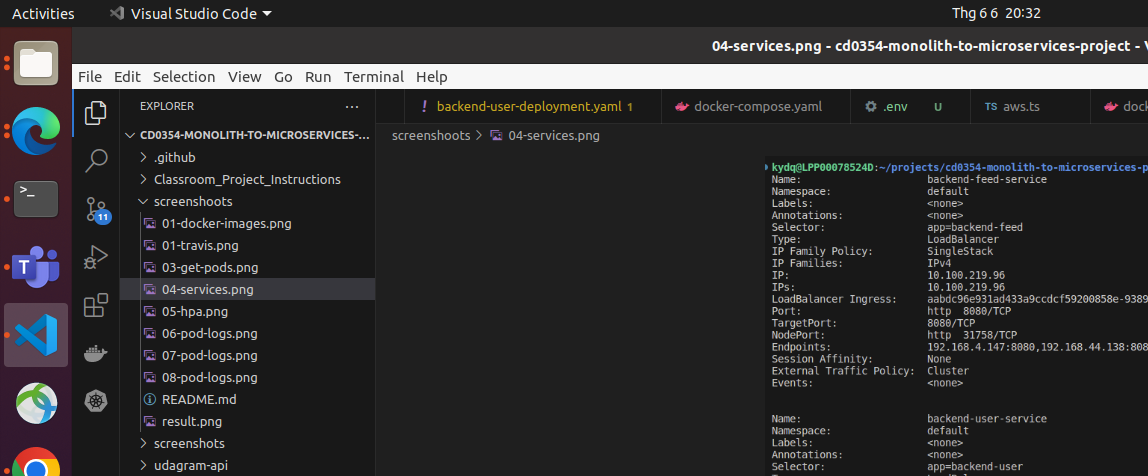 Activities Visual Studio Code Thg 6 6 20:32
04-services.png - cd0354-monolith-to-microservices-project -
File Edit Selection View Go Run Terminal Help
EXPLORER ···
backend-user-deployment.yaml 1 docker-compose.yaml .env U TS aws.ts
CD0354-MONOLITH-TO-MICROSERVICES-...
screenshoots > 04-services.png
.github
Classroom_Project_Instructions
screenshoots
01-docker-images.png
01-travis.png
03-get-pods.png
04-services.png
05-hpa.png
06-pod-logs.png
07-pod-logs.png
08-pod-logs.png
README.md
result.png
screenshots
udagram-api
11
kydq@LPP00078524D:~/projects/cd0354-monolith-to-microservices-p
Name: backend-feed-service
Namespace: default
Labels: <none>
Annotations: <none>
Selector: app=backend-feed
Type: LoadBalancer
IP Family Policy: SingleStack
IP Families: IPv4
IP: 10.100.219.96
IPs: 10.100.219.96
LoadBalancer Ingress: aabdc96e931ad433a9ccdcf59200858e-9389
Port: http 8080/TCP
TargetPort: 8080/TCP
NodePort: http 31758/TCP
Endpoints: 192.168.4.147:8080,192.168.44.138:808
Session Affinity: None
External Traffic Policy: Cluster
Events: <none>
Name: backend-user-service
Namespace: default
Labels: <none>
Annotations: <none>
Selector: app=backend-user